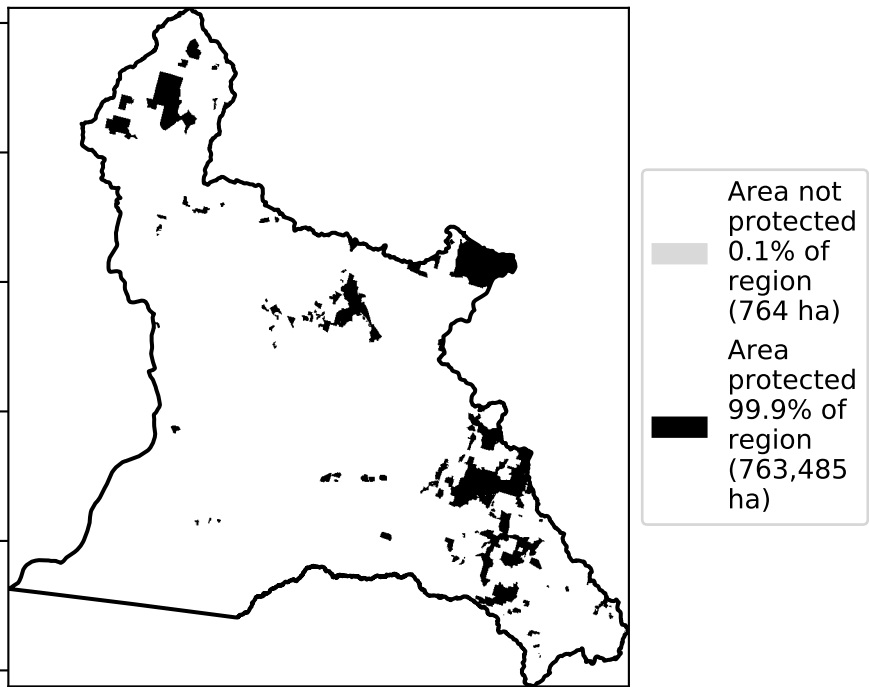 Area not
protected
0.1% of
region
(764 ha)
Area
protected
99.9% of
region
(763,485
ha)